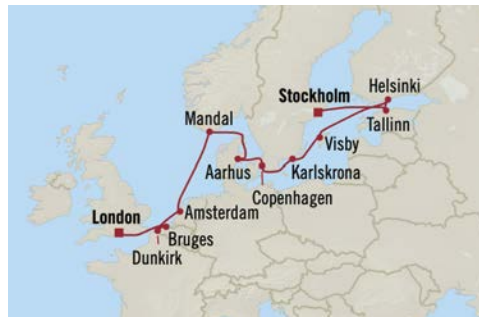 Helsinki
Stockholm
Tallinn
Mandal
Visby
Aarhus
Karlskrona
Copenhagen
London
Amsterdam
Bruges
Dunkirk